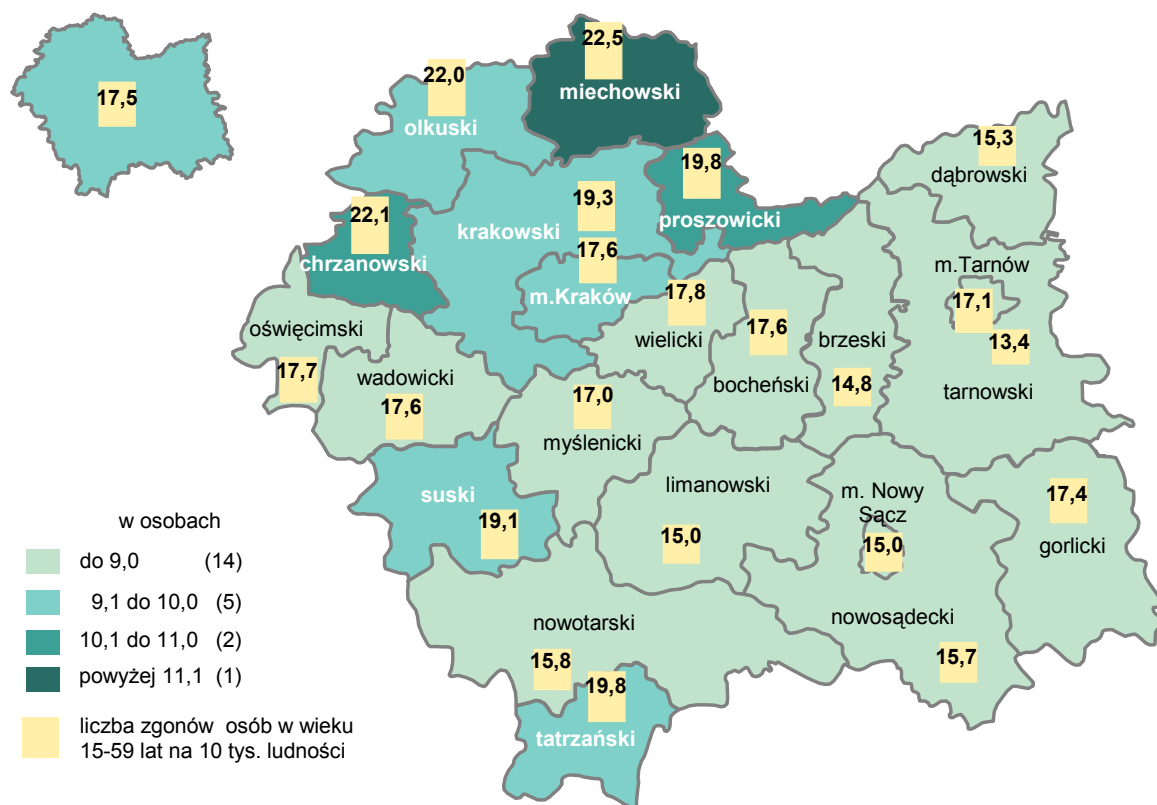 17,5
22,5
miechowski
22,0
olkuski
19,8
proszowicki
15,3
dąbrowski
19,3
krakowski
22,1
chrzanowski
17,6
m.Kraków
17,8
wielicki
17,6
bocheński
brzeski
14,8
m.Tarnów
17,1
13,4
tarnowski
oświęcimski
17,7
wadowicki
17,6
17,0
myślenicki
suski
19,1
limanowski
15,0
m. Nowy
Sącz
15,0
17,4
gorlicki
nowosądecki
15,7
nowotarski
15,8
19,8
tatrzański
w osobach
do 9,0 (14)
9,1 do 10,0 (5)
10,1 do 11,0 (2)
powyżej 11,1 (1)
liczba zgonów osób w wieku
15-59 lat na 10 tys. ludności